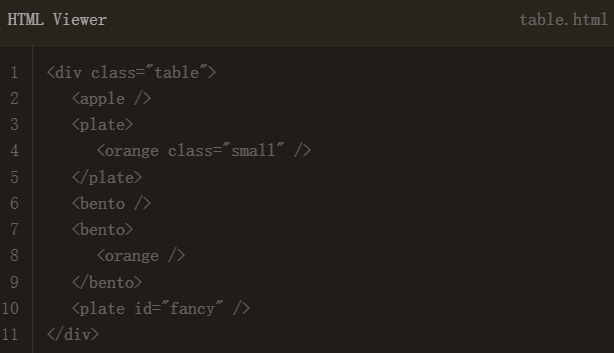 HTML Viewer table.html
1 <div class="table">
2 <apple />
3 <plate>
4 <orange class="small" />
5 </plate>
6 <bento />
7 <bento>
8 <orange />
9 </bento>
10 <plate id="fancy" />
11 </div>